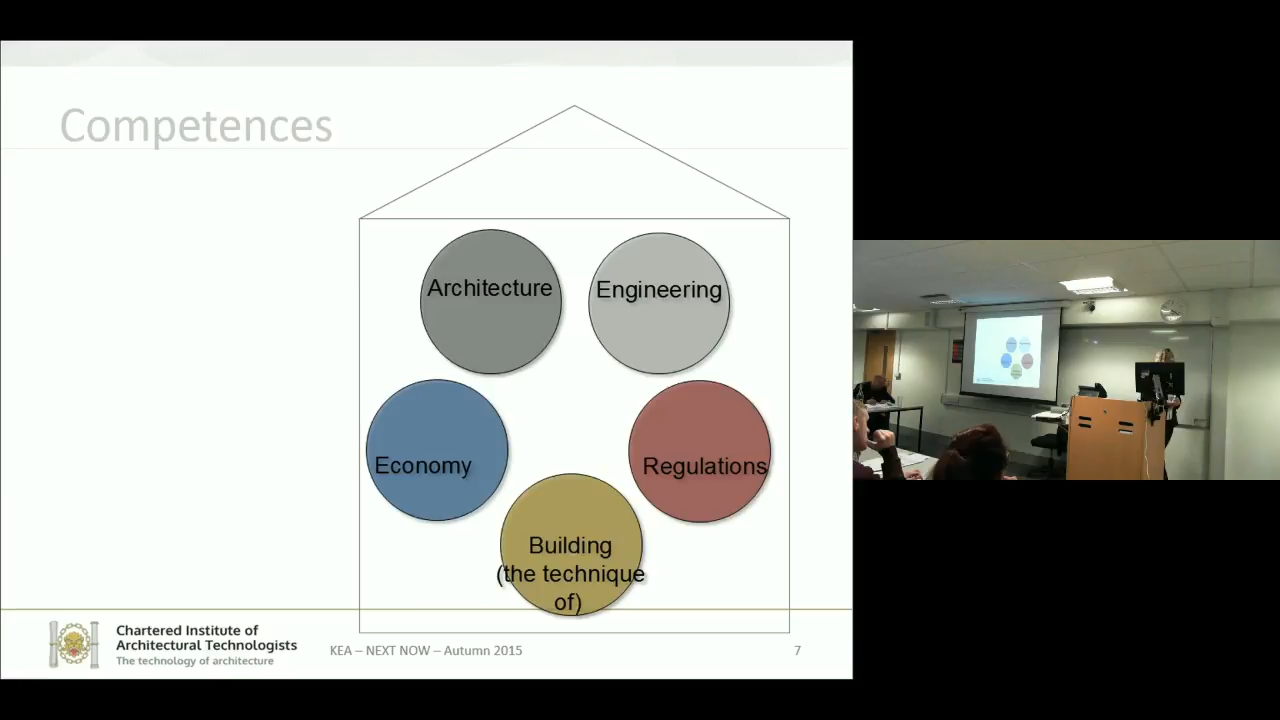 Competences
Architecture
Engineering
Economy
Regulations
Building
(the technique
of)
Chartered Institute of
Architectural Technologists
The technology of architecture
KEA – NEXT NOW – Autumn 2015
7